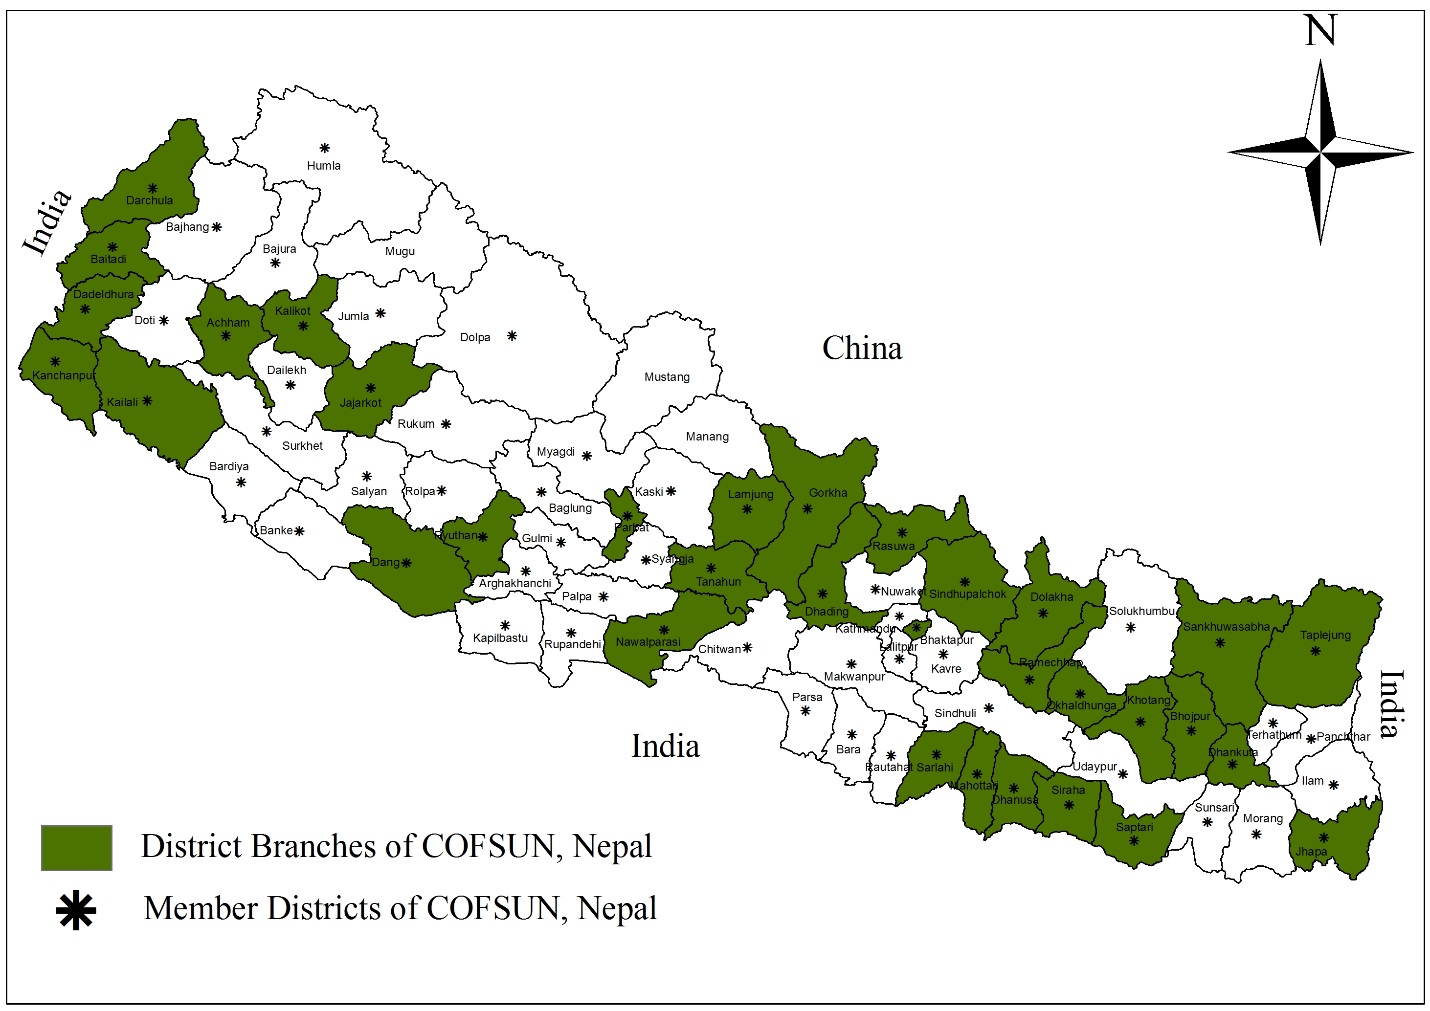 N
Humla
Darchula
India
Bajhang
Bajura
Mugu
Baitadi
Dadeldhura
Doti
Achham
Kalikot
Jumla
Dolpa
China
Kanchanpur
Dailekh
Mustang
Kailali
Jajarkot
Rukum
Manang
Surkhet
Myagdi
Bardiya
Salyan
Rolpa
Baglung
Kaski
Lamjung
Gorkha
Banke
Pyuthan
Gulmi
Parbat
Syangja
Rasuwa
Dang
Arghakhanchi
Palpa
Tanahun
Nuwakot
Sindhupalchok
Dolakha
Dhading
Solukhumbu
Kathmandu
Sankhuwasabha
Taplejung
Kapilbastu
Rupandehi
Nawalparasi
Chitwan
Lalitpur
Bhaktapur
Kavre
Ramechhap
Makwanpur
Parsa
Sindhuli
Okhaldhunga
Khotang
Bhojpur
India
India
Bara
Rautahat
Sarlahi
Mahottari
Dhanusa
Siraha
Udaypur
Dhankuta
Terhathum
Panchthar
Ilam
Saptari
Sunsari
Morang
Jhapa
District Branches of COFSUN, Nepal
Member Districts of COFSUN, Nepal